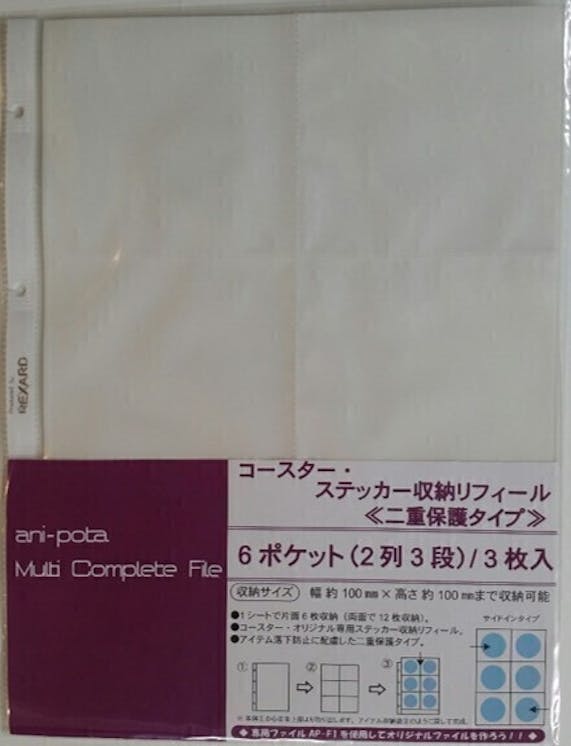 Produced by
REXARD
ani-pota
Multi Complete File
コースター・
ステッカー収納リフィール
≪二重保護タイプ≫
6ポケット(2列3段)/3枚入
収納サイズ 幅 約100㎜×高さ 約100㎜まで収納可能
●1シートで片面6枚収納(両面で12枚収納)。
●コースター・オリジナル専用ステッカー収納リフィール。
●アイテム落下防止に配慮した二重保護タイプ。
サイドインタイプ
① ② ③
◆専用ファイルAP-F1を使用してオリジナルファイルを作ろう!!◆